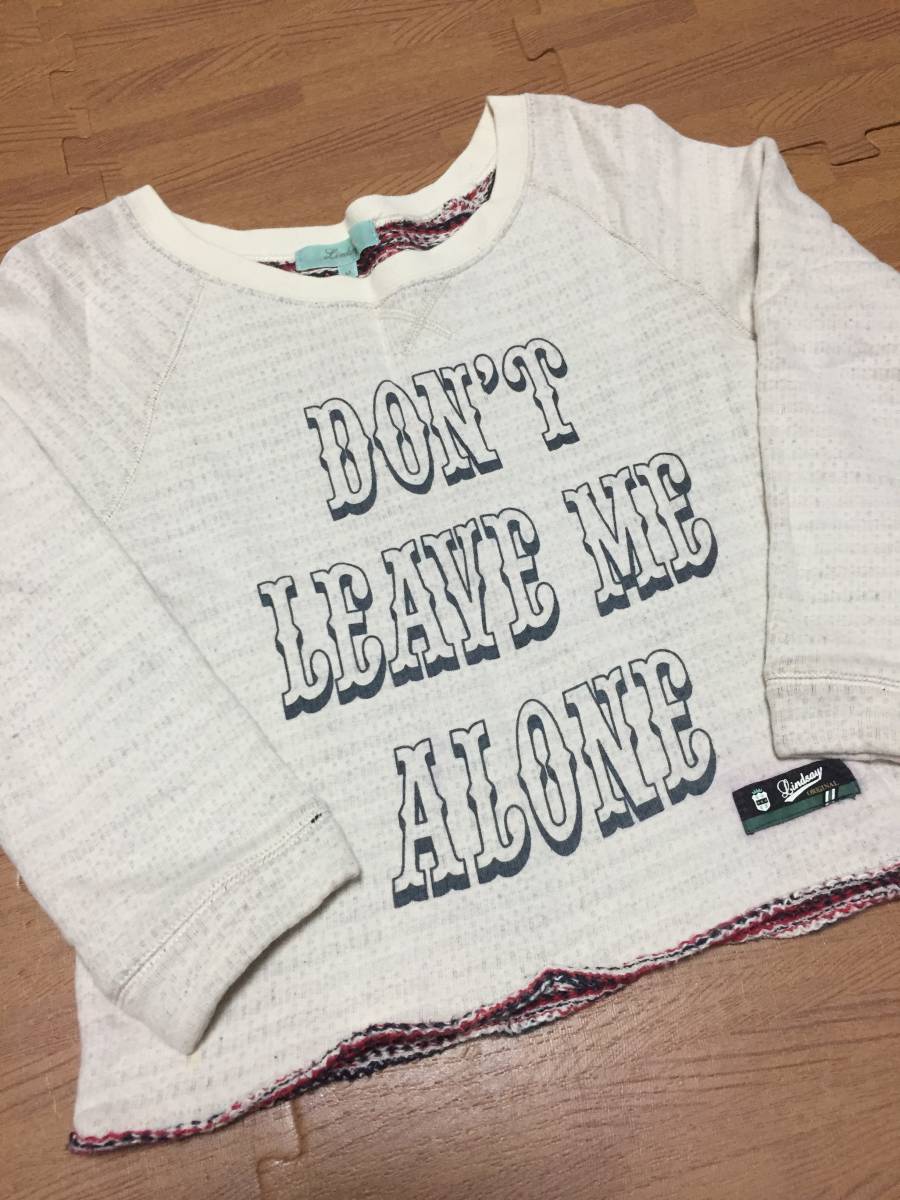 DON'T
LEAVE ME
ALONE
Lindsay
ORIGINAL